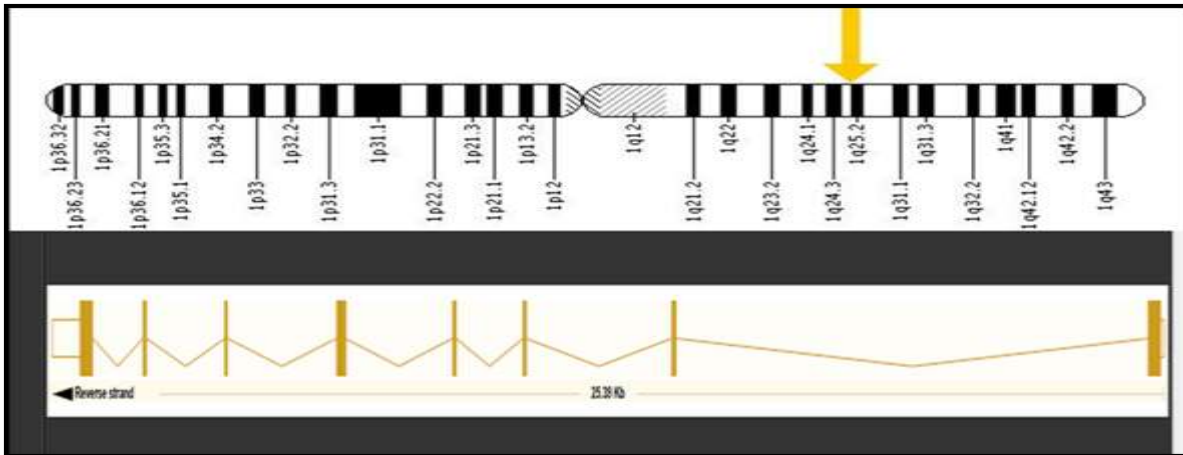 1p36.32
1p36.23
1p36.21
1p36.12
1p35.3
1p35.1
1p34.2
1p33
1p32.2
1p31.3
1p31.1
1p22.2
1p21.3
1p21.1
1p13.2
1p12
1q12
1q21.2
1q22
1q23.2
1q24.1
1q24.3
1q25.2
1q31.1
1q31.3
1q32.2
1q41
1q42.12
1q42.2
1q43
Reverse strand
25.39 Kb